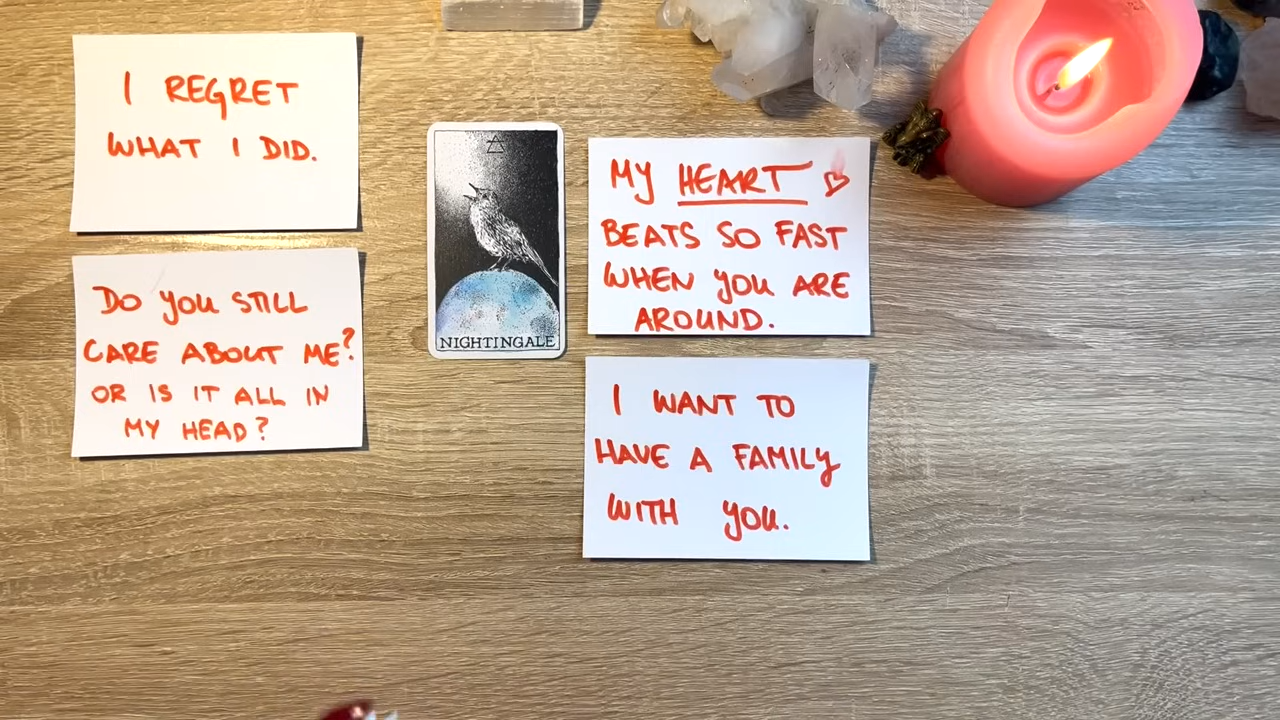 I REGRET
WHAT I DID.
DO YOU STILL
CARE ABOUT ME?
OR IS IT ALL IN
MY HEAD?
NIGHTINGALE
MY HEART
BEATS SO FAST
WHEN YOU ARE
AROUND.
I WANT TO
HAVE A FAMILY
WITH YOU.